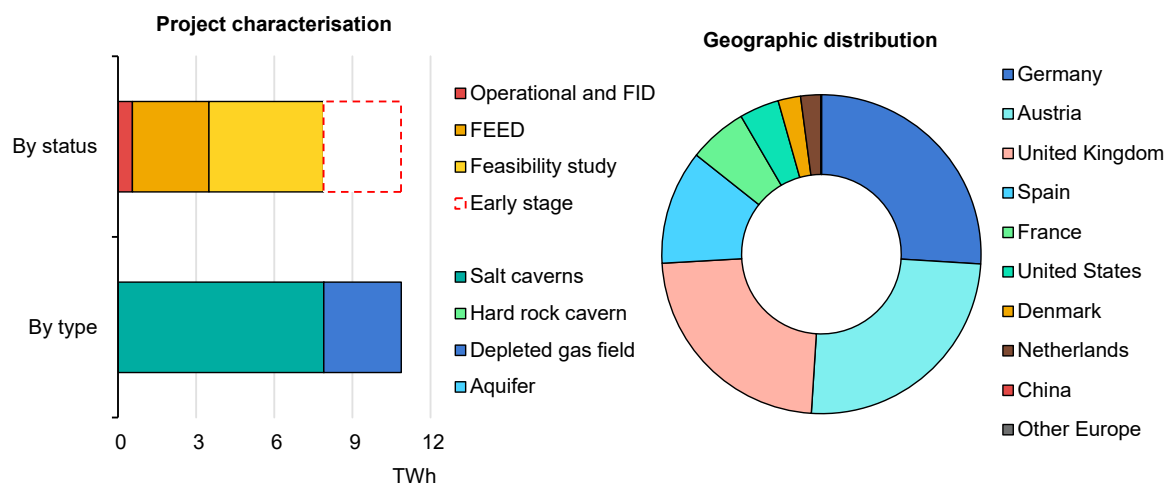 Project characterisation
By status
By type
0 3 6 9 12
TWh
Operational and FID
FEED
Feasibility study
Early stage
Salt caverns
Hard rock cavern
Depleted gas field
Aquifer
Geographic distribution
Germany
Austria
United Kingdom
Spain
France
United States
Denmark
Netherlands
China
Other Europe